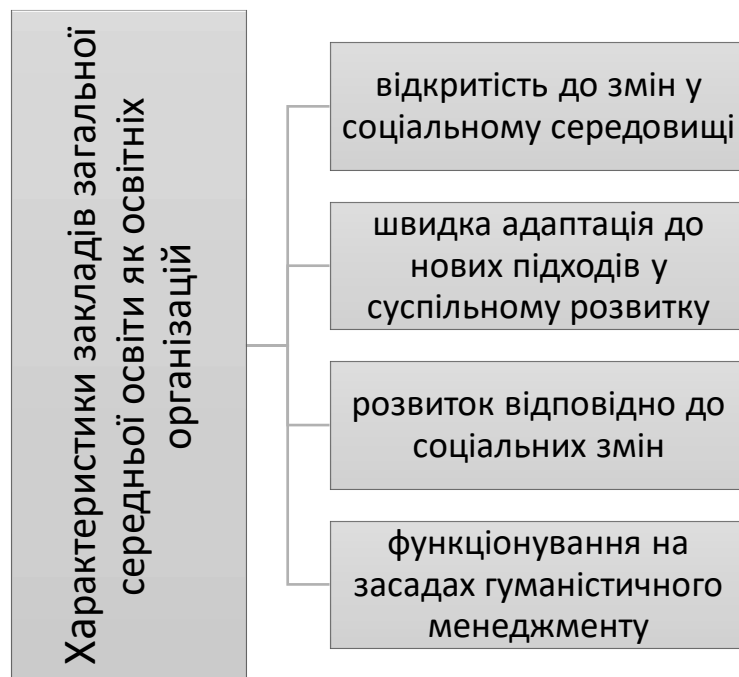 Характеристики закладів загальної
середньої освіти як освітніх
організацій
відкритість до змін у
соціальному середовищі
швидка адаптація до
нових підходів у
суспільному розвитку
розвиток відповідно до
соціальних змін
функціонування на
засадах гуманістичного
менеджменту